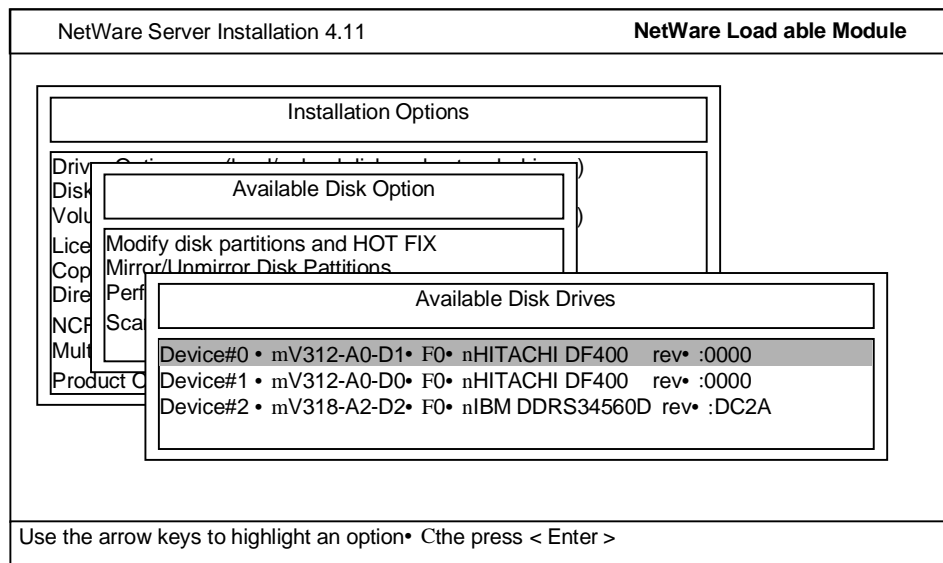 NetWare Server Installation 4.11 NetWare Load able Module
Installation Options
Driv
Disk
Volu
Lice
Cop
Dire
NCF
Mult
Product O
Available Disk Option
Modify disk partitions and HOT FIX
Mirror/Unmirror Disk Pattitions
Perf
Scar
Available Disk Drives
Device#0 • mV312-A0-D1• F0• nHITACHI DF400 rev• :0000
Device#1 • mV312-A0-D0• F0• nHITACHI DF400 rev• :0000
Device#2 • mV318-A2-D2• F0• nIBM DDRS34560D rev• :DC2A
Use the arrow keys to highlight an option• Cthe press < Enter >